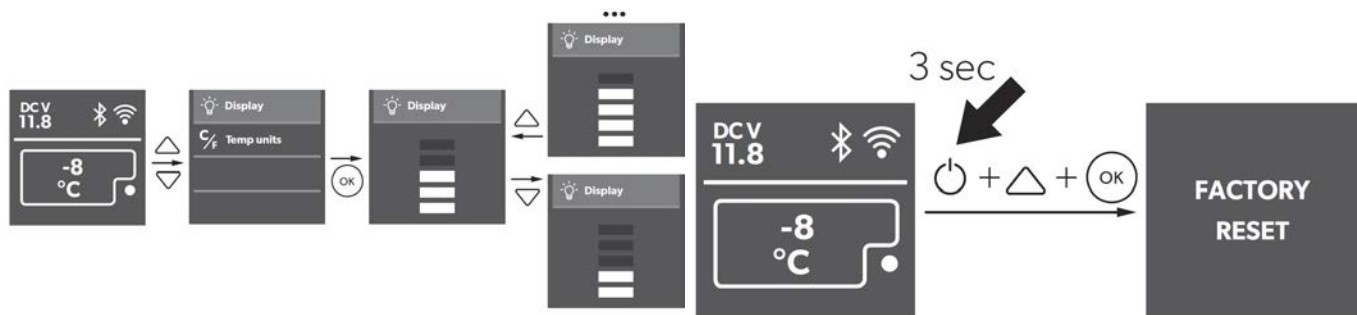 DC V
11.8
-8
°C
Display
C/F Temp units
OK
Display
•••
Display
Display
DC V
11.8
-8
°C
3 sec
+ + OK
FACTORY
RESET